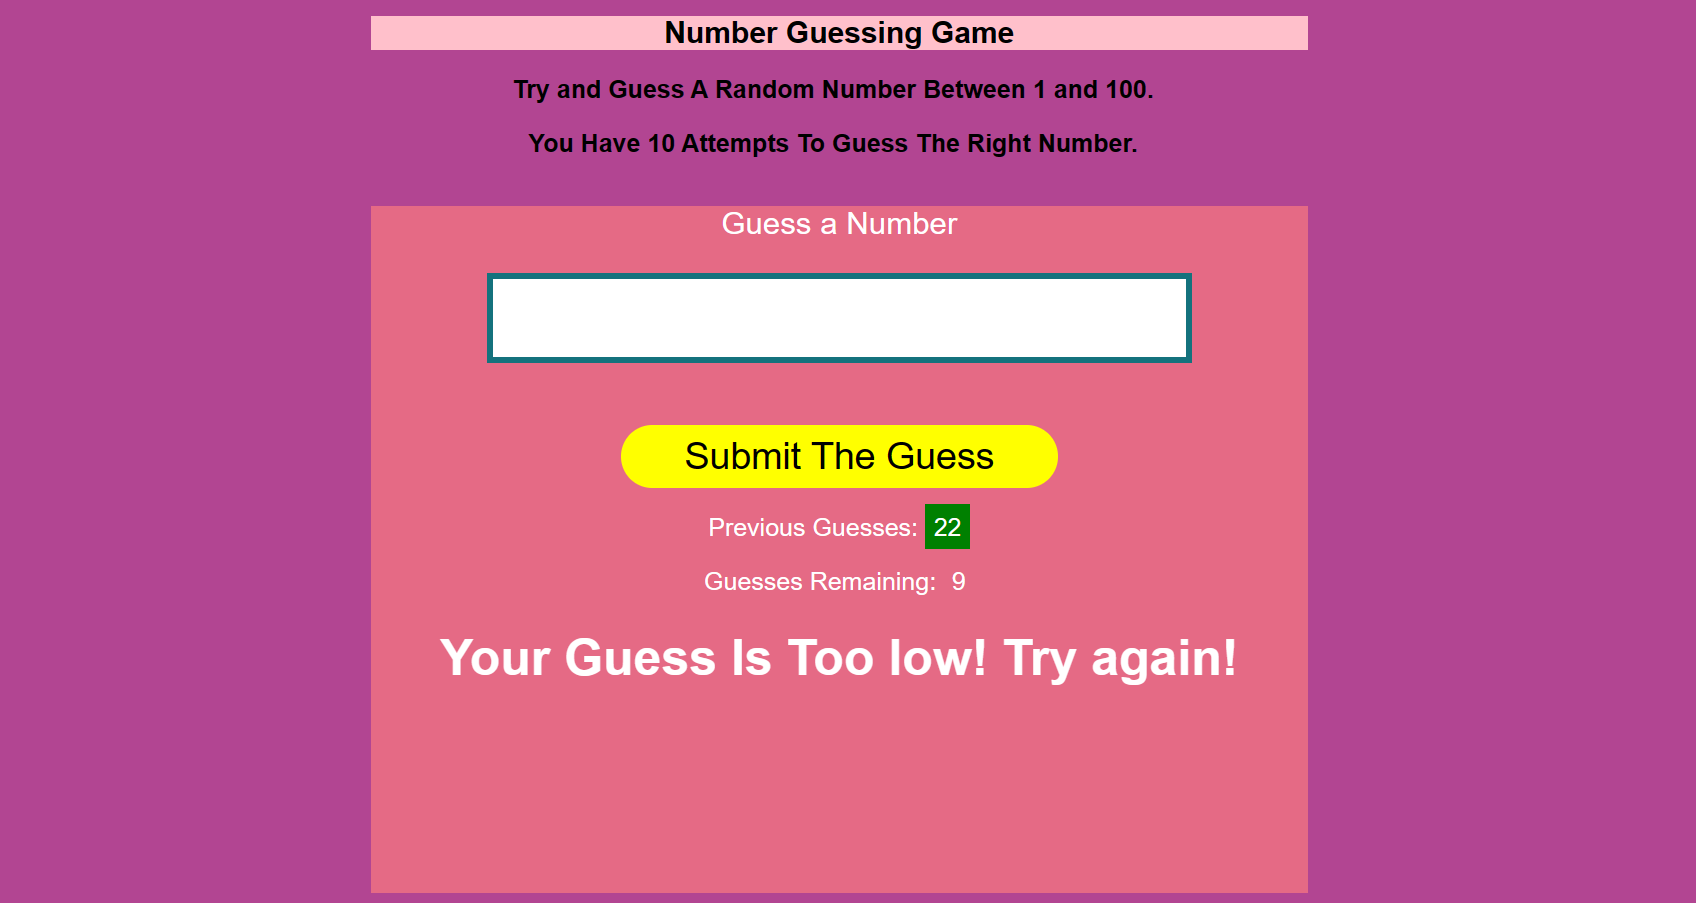 Number Guessing Game
Try and Guess A Random Number Between 1 and 100.
You Have 10 Attempts To Guess The Right Number.
Guess a Number
Submit The Guess
Previous Guesses: 22
Guesses Remaining: 9
Your Guess Is Too low! Try again!